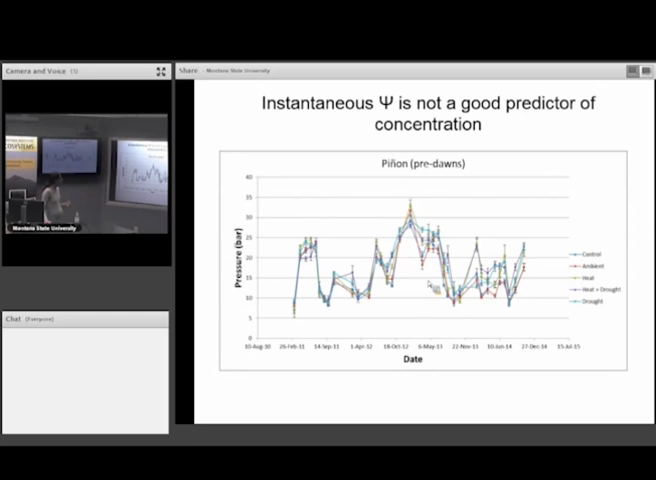 Camera and Voice (1)
Share - Montana State University
ECOSYSTEMS
Montana State University
Chat (Everyone)
Instantaneous Ψ is not a good predictor of
concentration
Piñon (pre-dawns)
Pressure (bar)
40
35
30
25
20
15
10
5
0
10-Aug-10 26-Feb-11 14-Sep-11 1-Apr-12 18-Oct-12 6-May-13 22-Nov-13 10-Jun-14 27-Dec-14 15-Jul-15
Date
Control
Ambient
Heat
Heat + Drought
Drought